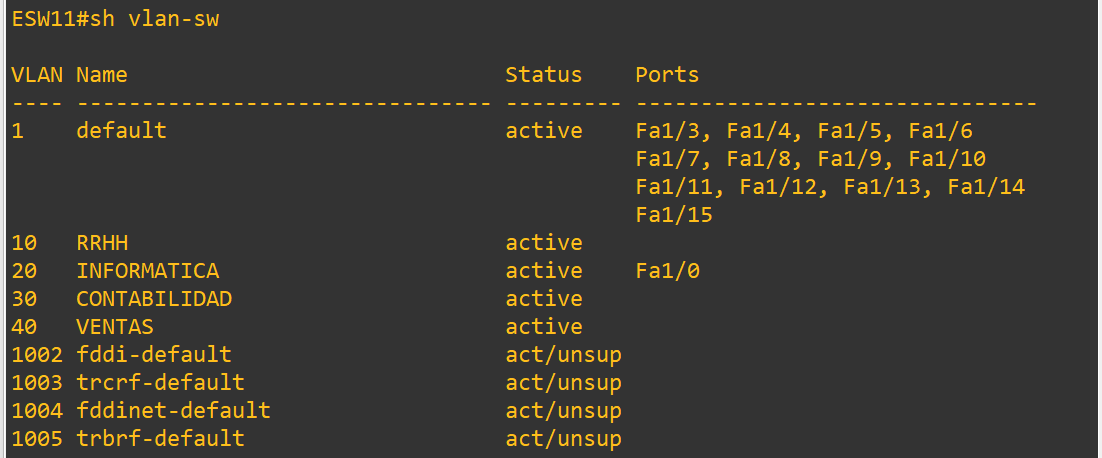 ESW11#sh vlan-sw
VLAN Name                             Status    Ports
---- -------------------------------- --------- -------------------------------
1    default                          active    Fa1/3, Fa1/4, Fa1/5, Fa1/6
                                                Fa1/7, Fa1/8, Fa1/9, Fa1/10
                                                Fa1/11, Fa1/12, Fa1/13, Fa1/14
                                                Fa1/15
10   RRHH                             active
20   INFORMATICA                      active    Fa1/0
30   CONTABILIDAD                     active
40   VENTAS                           active
1002 fddi-default                     act/unsup
1003 trcrf-default                    act/unsup
1004 fddinet-default                  act/unsup
1005 trbrf-default                    act/unsup